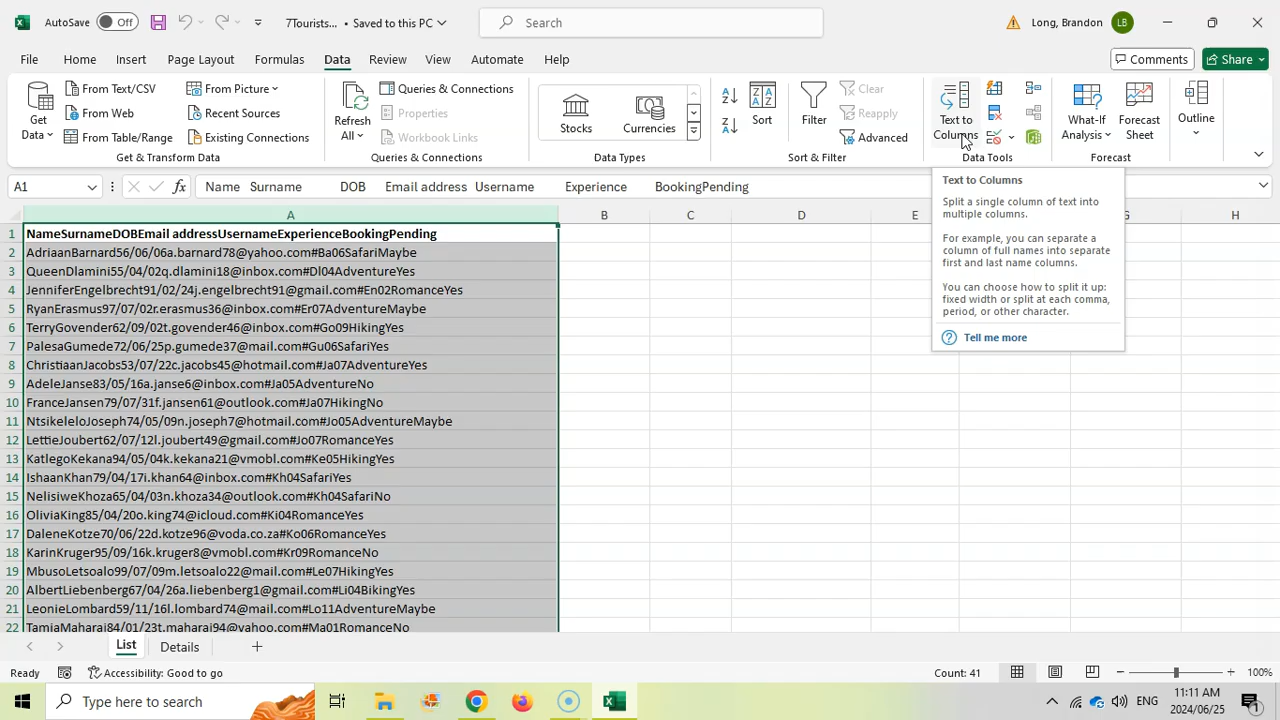 AutoSave Off 7Tourists... • Saved to this PC Search Long, Brandon LB
File Home Insert Page Layout Formulas Data Review View Automate Help Comments Share
Get Data
From Text/CSV
From Web
From Table/Range
From Picture
Recent Sources
Existing Connections
Get & Transform Data
Refresh All
Queries & Connections
Properties
Workbook Links
Queries & Connections
Stocks
Currencies
Data Types
Sort
Filter
Clear
Reapply
Advanced
Sort & Filter
Text to Columns
Data Tools
What-If Analysis
Forecast Sheet
Forecast
Outline
A1 Name Surname DOB Email address Username Experience BookingPending
Text to Columns
Split a single column of text into
multiple columns.
For example, you can separate a
column of full names into separate
first and last name columns.
You can choose how to split it up:
fixed width or split at each comma,
period, or other character.
Tell me more
A B C D E G H
1 NameSurnameDOBEmail addressUsernameExperienceBookingPending
2 AdriaanBarnard56/06/06a.barnard78@yahoo.com#Ba06SafariMaybe
3 QueenDlamini55/04/02q.dlamini18@inbox.com#Dl04AdventureYes
4 JenniferEngelbrecht91/02/24j.engelbrecht91@gmail.com#En02RomanceYes
5 RyanErasmus97/07/02r.erasmus36@inbox.com#Er07AdventureMaybe
6 TerryGovender62/09/02t.govender46@inbox.com#Go09HikingYes
7 PalesaGumede72/06/25p.gumede37@mail.com#Gu06SafariYes
8 ChristiaanJacobs53/07/22c.jacobs45@hotmail.com#Ja07AdventureYes
9 AdeleJanse83/05/16a.janse6@inbox.com#Ja05AdventureNo
10 FranceJansen79/07/31f.jansen61@outlook.com#Ja07HikingNo
11 NtsikeleloJoseph74/05/09n.joseph7@hotmail.com#Jo05AdventureMaybe
12 LettieJoubert62/07/12l.joubert49@gmail.com#Jo07RomanceYes
13 KatlegoKekana94/05/04k.kekana21@vmobl.com#Ke05HikingYes
14 IshaanKhan79/04/17i.khan64@inbox.com#Kh04SafariYes
15 NelisiweKhoza65/04/03n.khoza34@outlook.com#Kh04SafariNo
16 OliviaKing85/04/20o.king74@icloud.com#Ki04RomanceYes
17 DaleneKotze70/06/22d.kotze96@voda.co.za#Ko06RomanceYes
18 KarinKruger95/09/16k.kruger8@vmobl.com#Kr09RomanceNo
19 MbusoLetsoalo99/07/09m.letsoalo22@mail.com#Le07HikingYes
20 AlbertLiebenberg67/04/26a.liebenberg1@gmail.com#Li04BikingYes
21 LeonieLombard59/11/16l.lombard74@mail.com#Lo11AdventureMaybe
22 TamiaMaharaj84/01/23t.maharaj94@yahoo.com#Ma01RomanceNo
List Details
Ready Accessibility: Good to go Count: 41 100%
Type here to search ENG 11:11 AM
2024/06/25 1